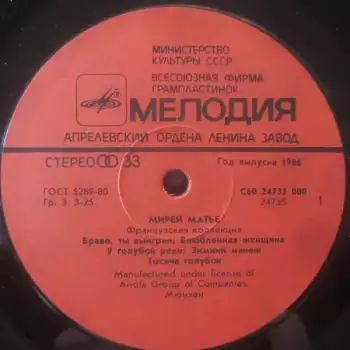 МИНИСТЕРСТВО
КУЛЬТУРЫ СССР
ВСЕСОЮЗНАЯ ФИРМА
ГРАМПЛАСТИНОК
МЕЛОДИЯ
АПРЕЛЕВСКИЙ ОРДЕНА ЛЕНИНА ЗАВОД
СТЕРЕО 33
Год выпуска 1986
ГОСТ 5289-80
Гр. 3. 3-25
С60 24735 000
24735
1
МИРЕЙ МАТЬЕ
Французская коллекция
Браво, ты выиграл; Влюбленная женщина
У голубой реки; Зимний манеж
Тысяча голубок
Manufactured under license of
Ariola Group of Companies,
Мюнхен